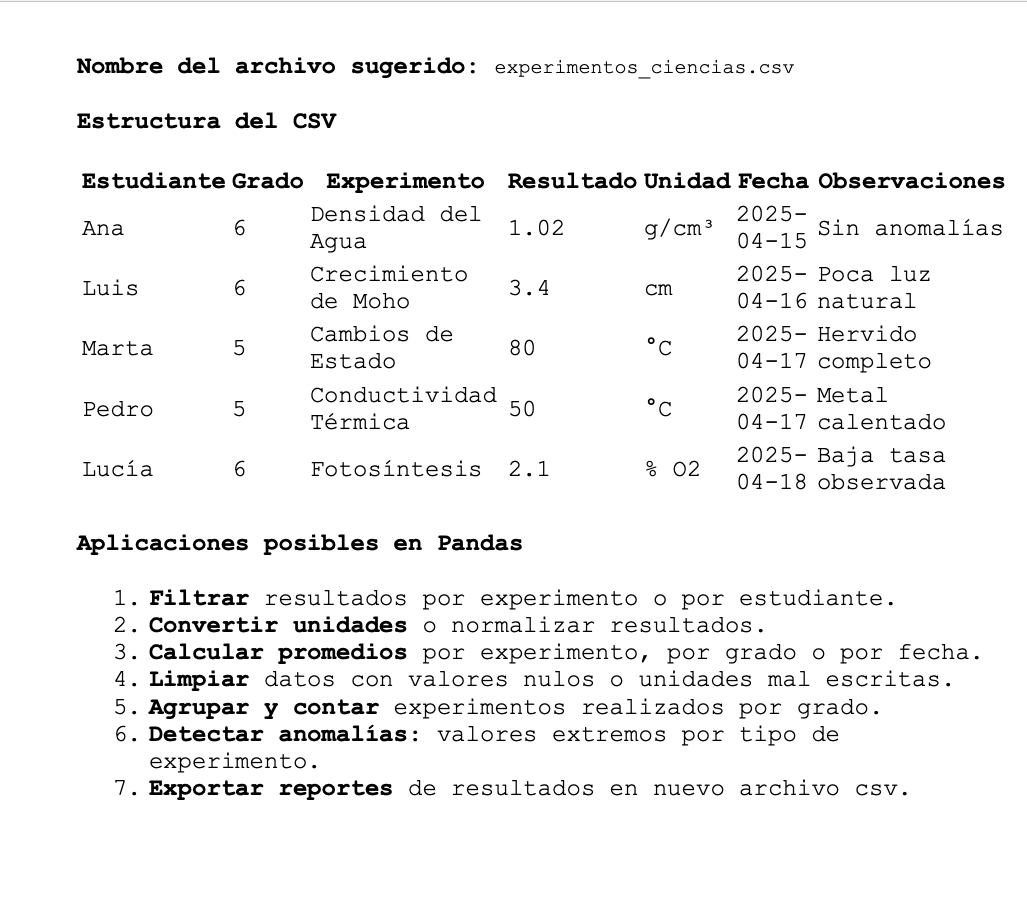 Nombre del archivo sugerido: experimentos_ciencias.csv
Estructura del CSV
Estudiante Grado Experimento Resultado Unidad Fecha Observaciones
Ana 6 Densidad del Agua 1.02 g/cm³ 2025-04-15 Sin anomalías
Luis 6 Crecimiento de Moho 3.4 cm 2025-04-16 Poca luz natural
Marta 5 Cambios de Estado 80 °C 2025-04-17 Hervido completo
Pedro 5 Conductividad Térmica 50 °C 2025-04-17 Metal calentado
Lucía 6 Fotosíntesis 2.1 % O2 2025-04-18 Baja tasa observada
Aplicaciones posibles en Pandas
1. Filtrar resultados por experimento o por estudiante.
2. Convertir unidades o normalizar resultados.
3. Calcular promedios por experimento, por grado o por fecha.
4. Limpiar datos con valores nulos o unidades mal escritas.
5. Agrupar y contar experimentos realizados por grado.
6. Detectar anomalías: valores extremos por tipo de
experimento.
7. Exportar reportes de resultados en nuevo archivo csv.